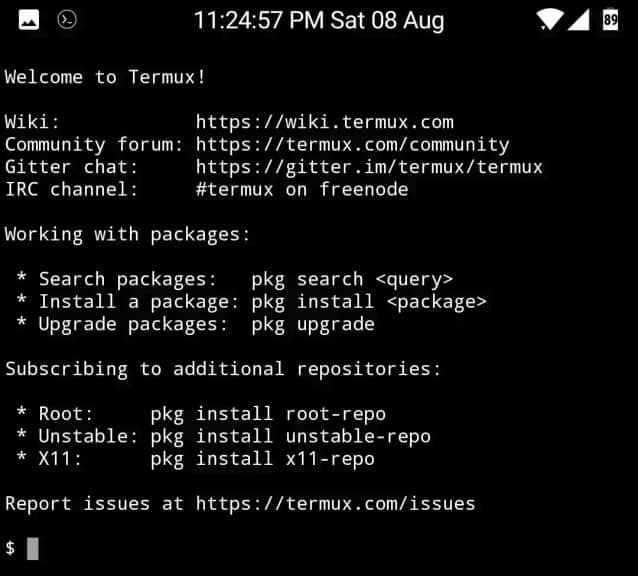 11:24:57 PM Sat 08 Aug 89
Welcome to Termux!
Wiki: https://wiki.termux.com
Community forum: https://termux.com/community
Gitter chat: https://gitter.im/termux/termux
IRC channel: #termux on freenode
Working with packages:
* Search packages: pkg search <query>
* Install a package: pkg install <package>
* Upgrade packages: pkg upgrade
Subscribing to additional repositories:
* Root: pkg install root-repo
* Unstable: pkg install unstable-repo
* X11: pkg install x11-repo
Report issues at https://termux.com/issues
$